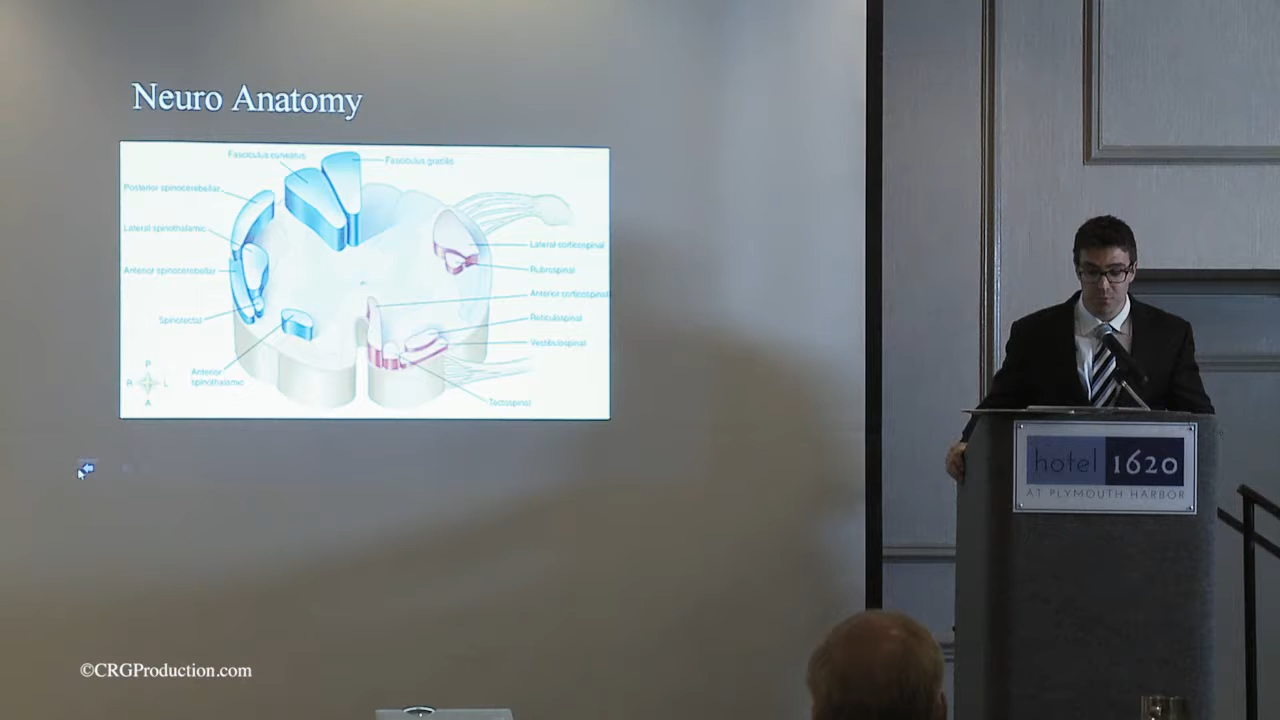 Neuro Anatomy
Fasciculus cuneatus
Fasciculus gracilis
Posterior spinocerebellar
Lateral spinothalamic
Anterior spinocerebellar
Spinotectal
Anterior
spinothalamic
Lateral corticospinal
Rubrospinal
Anterior corticospinal
Reticulospinal
Vestibulospinal
Tectospinal
P
R L
A
hotel 1620
AT PLYMOUTH HARBOR
©CRGProduction.com